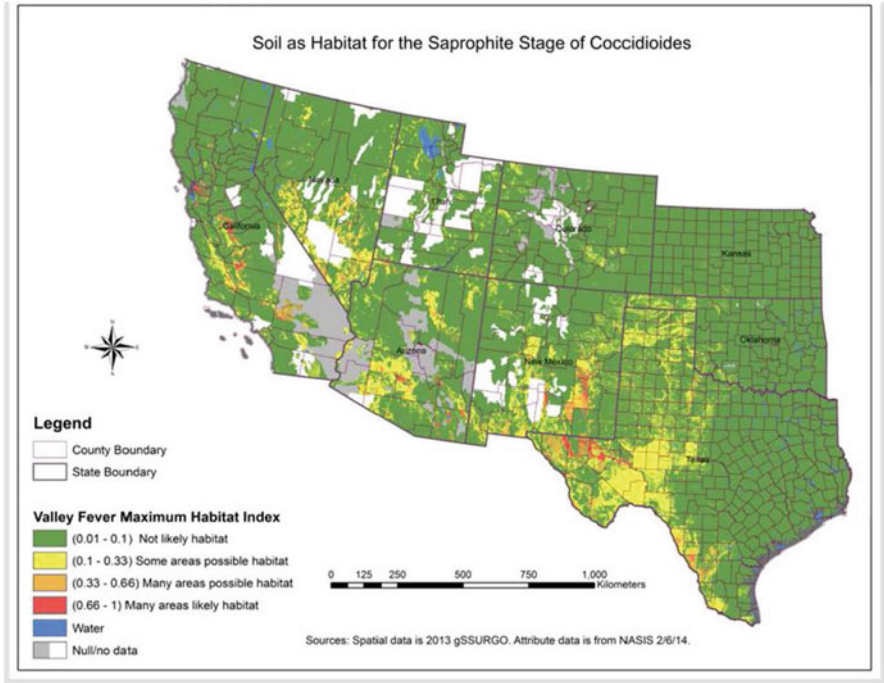 Soil as Habitat for the Saprophite Stage of Coccidioides
Nevada
Utah
Colorado
California
Kansas
N
W
E
S
Arizona
New Mexico
Oklahoma
Texas
Legend
County Boundary
State Boundary
Valley Fever Maximum Habitat Index
(0.01 - 0.1) Not likely habitat
(0.1 - 0.33) Some areas possible habitat
(0.33 - 0.66) Many areas possible habitat
(0.66 - 1) Many areas likely habitat
Water
Null/no data
0 125 250 500 750 1,000
Kilometers
Sources: Spatial data is 2013 gSSURGO. Attribute data is from NASIS 2/6/14.